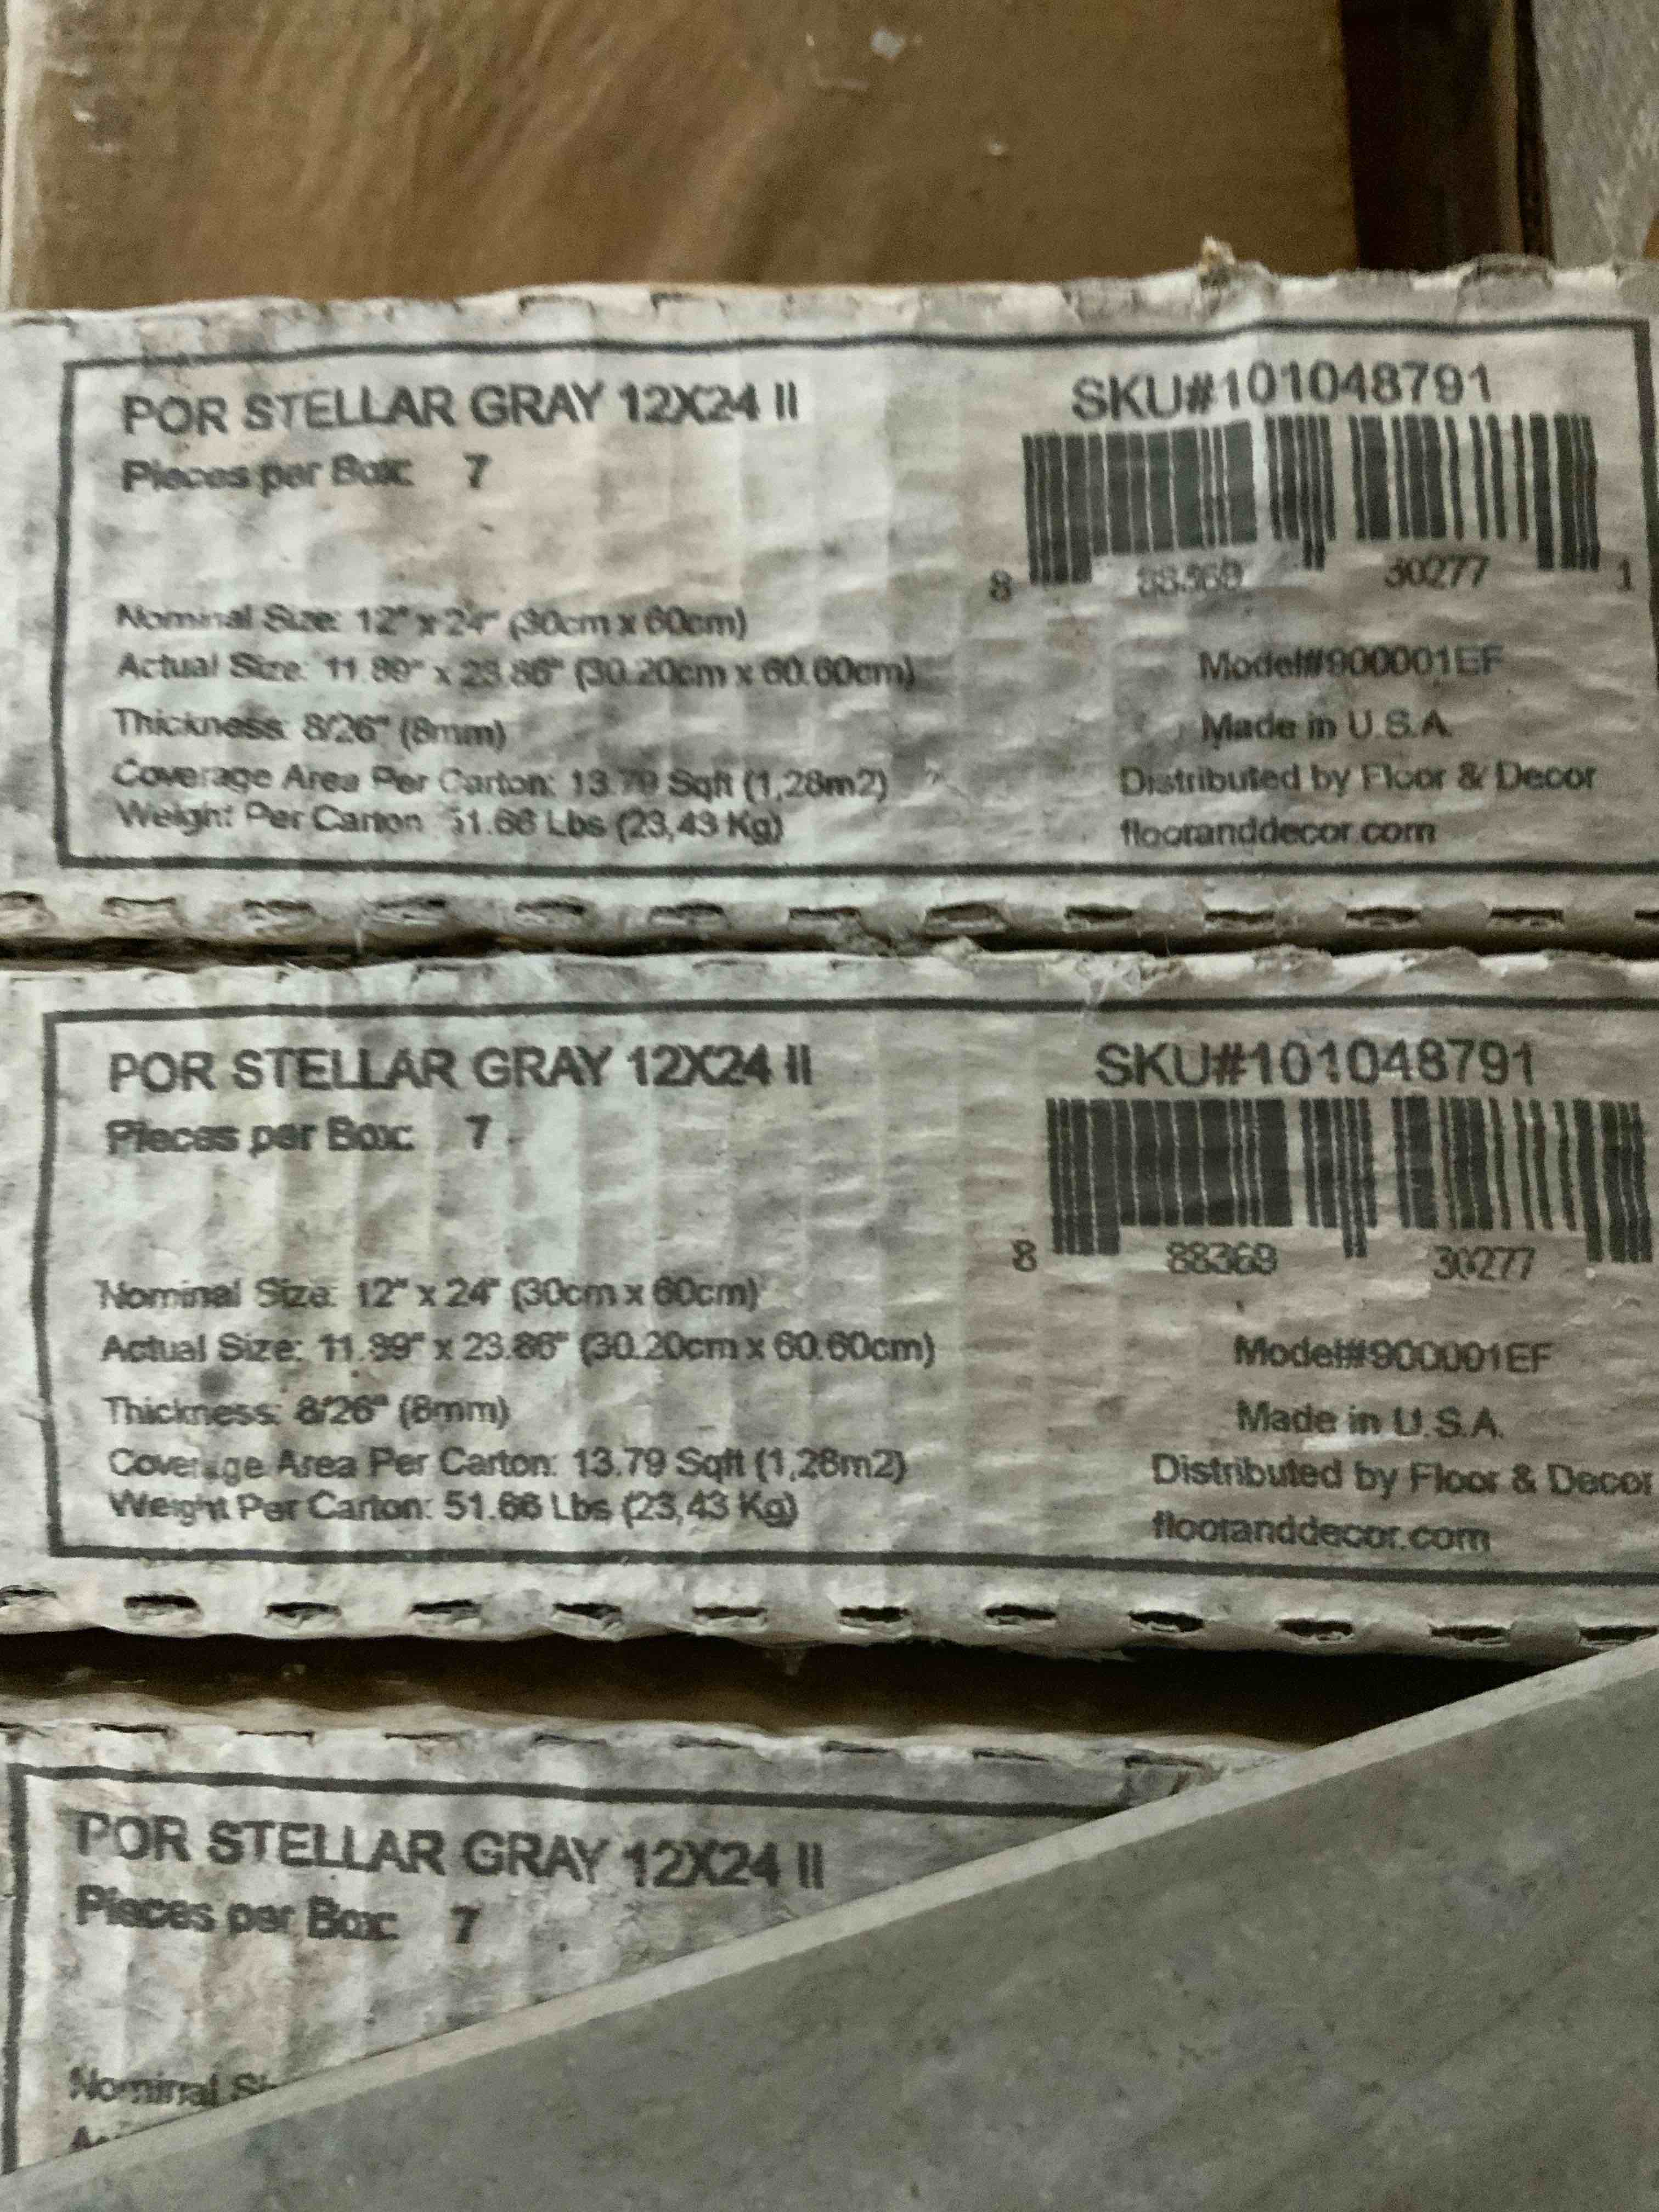 POR STELLAR GRAY 12X24 II
Pieces per Box: 7
Nominal Size: 12" x 24" (30cm x 60cm)
Actual Size: 11.89" x 23.86" (30.20cm x 60.60cm)
Thickness: 8/26" (8mm)
Coverage Area Per Carton: 13.79 Sqft (1,28m2)
Weight Per Carton: 51.66 Lbs (23,43 Kg)
SKU#101048791
8 88369 30277 1
Model#900001EF
Made in U.S.A.
Distributed by Floor & Decor
flooranddecor.com
POR STELLAR GRAY 12X24 II
Pieces per Box: 7
Nominal Size: 12" x 24" (30cm x 60cm)
Actual Size: 11.89" x 23.86" (30.20cm x 60.60cm)
Thickness: 8/26" (8mm)
Coverage Area Per Carton: 13.79 Sqft (1,28m2)
Weight Per Carton: 51.66 Lbs (23,43 Kg)
SKU#101048791
8 88369 30277
Model#900001EF
Made in U.S.A.
Distributed by Floor & Decor
flooranddecor.com
POR STELLAR GRAY 12X24 II
Pieces per Box: 7
Nominal